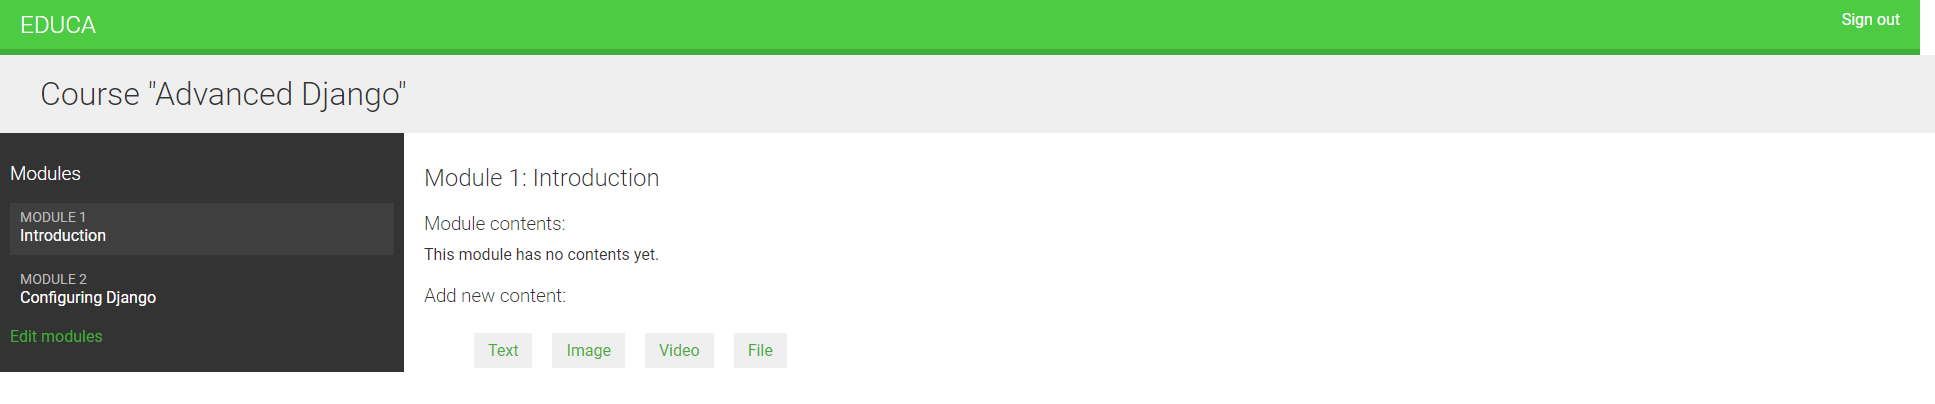 EDUCA
Sign out
Course "Advanced Django"
Modules
MODULE 1
Introduction
MODULE 2
Configuring Django
Edit modules
Module 1: Introduction
Module contents:
This module has no contents yet.
Add new content:
Text Image Video File